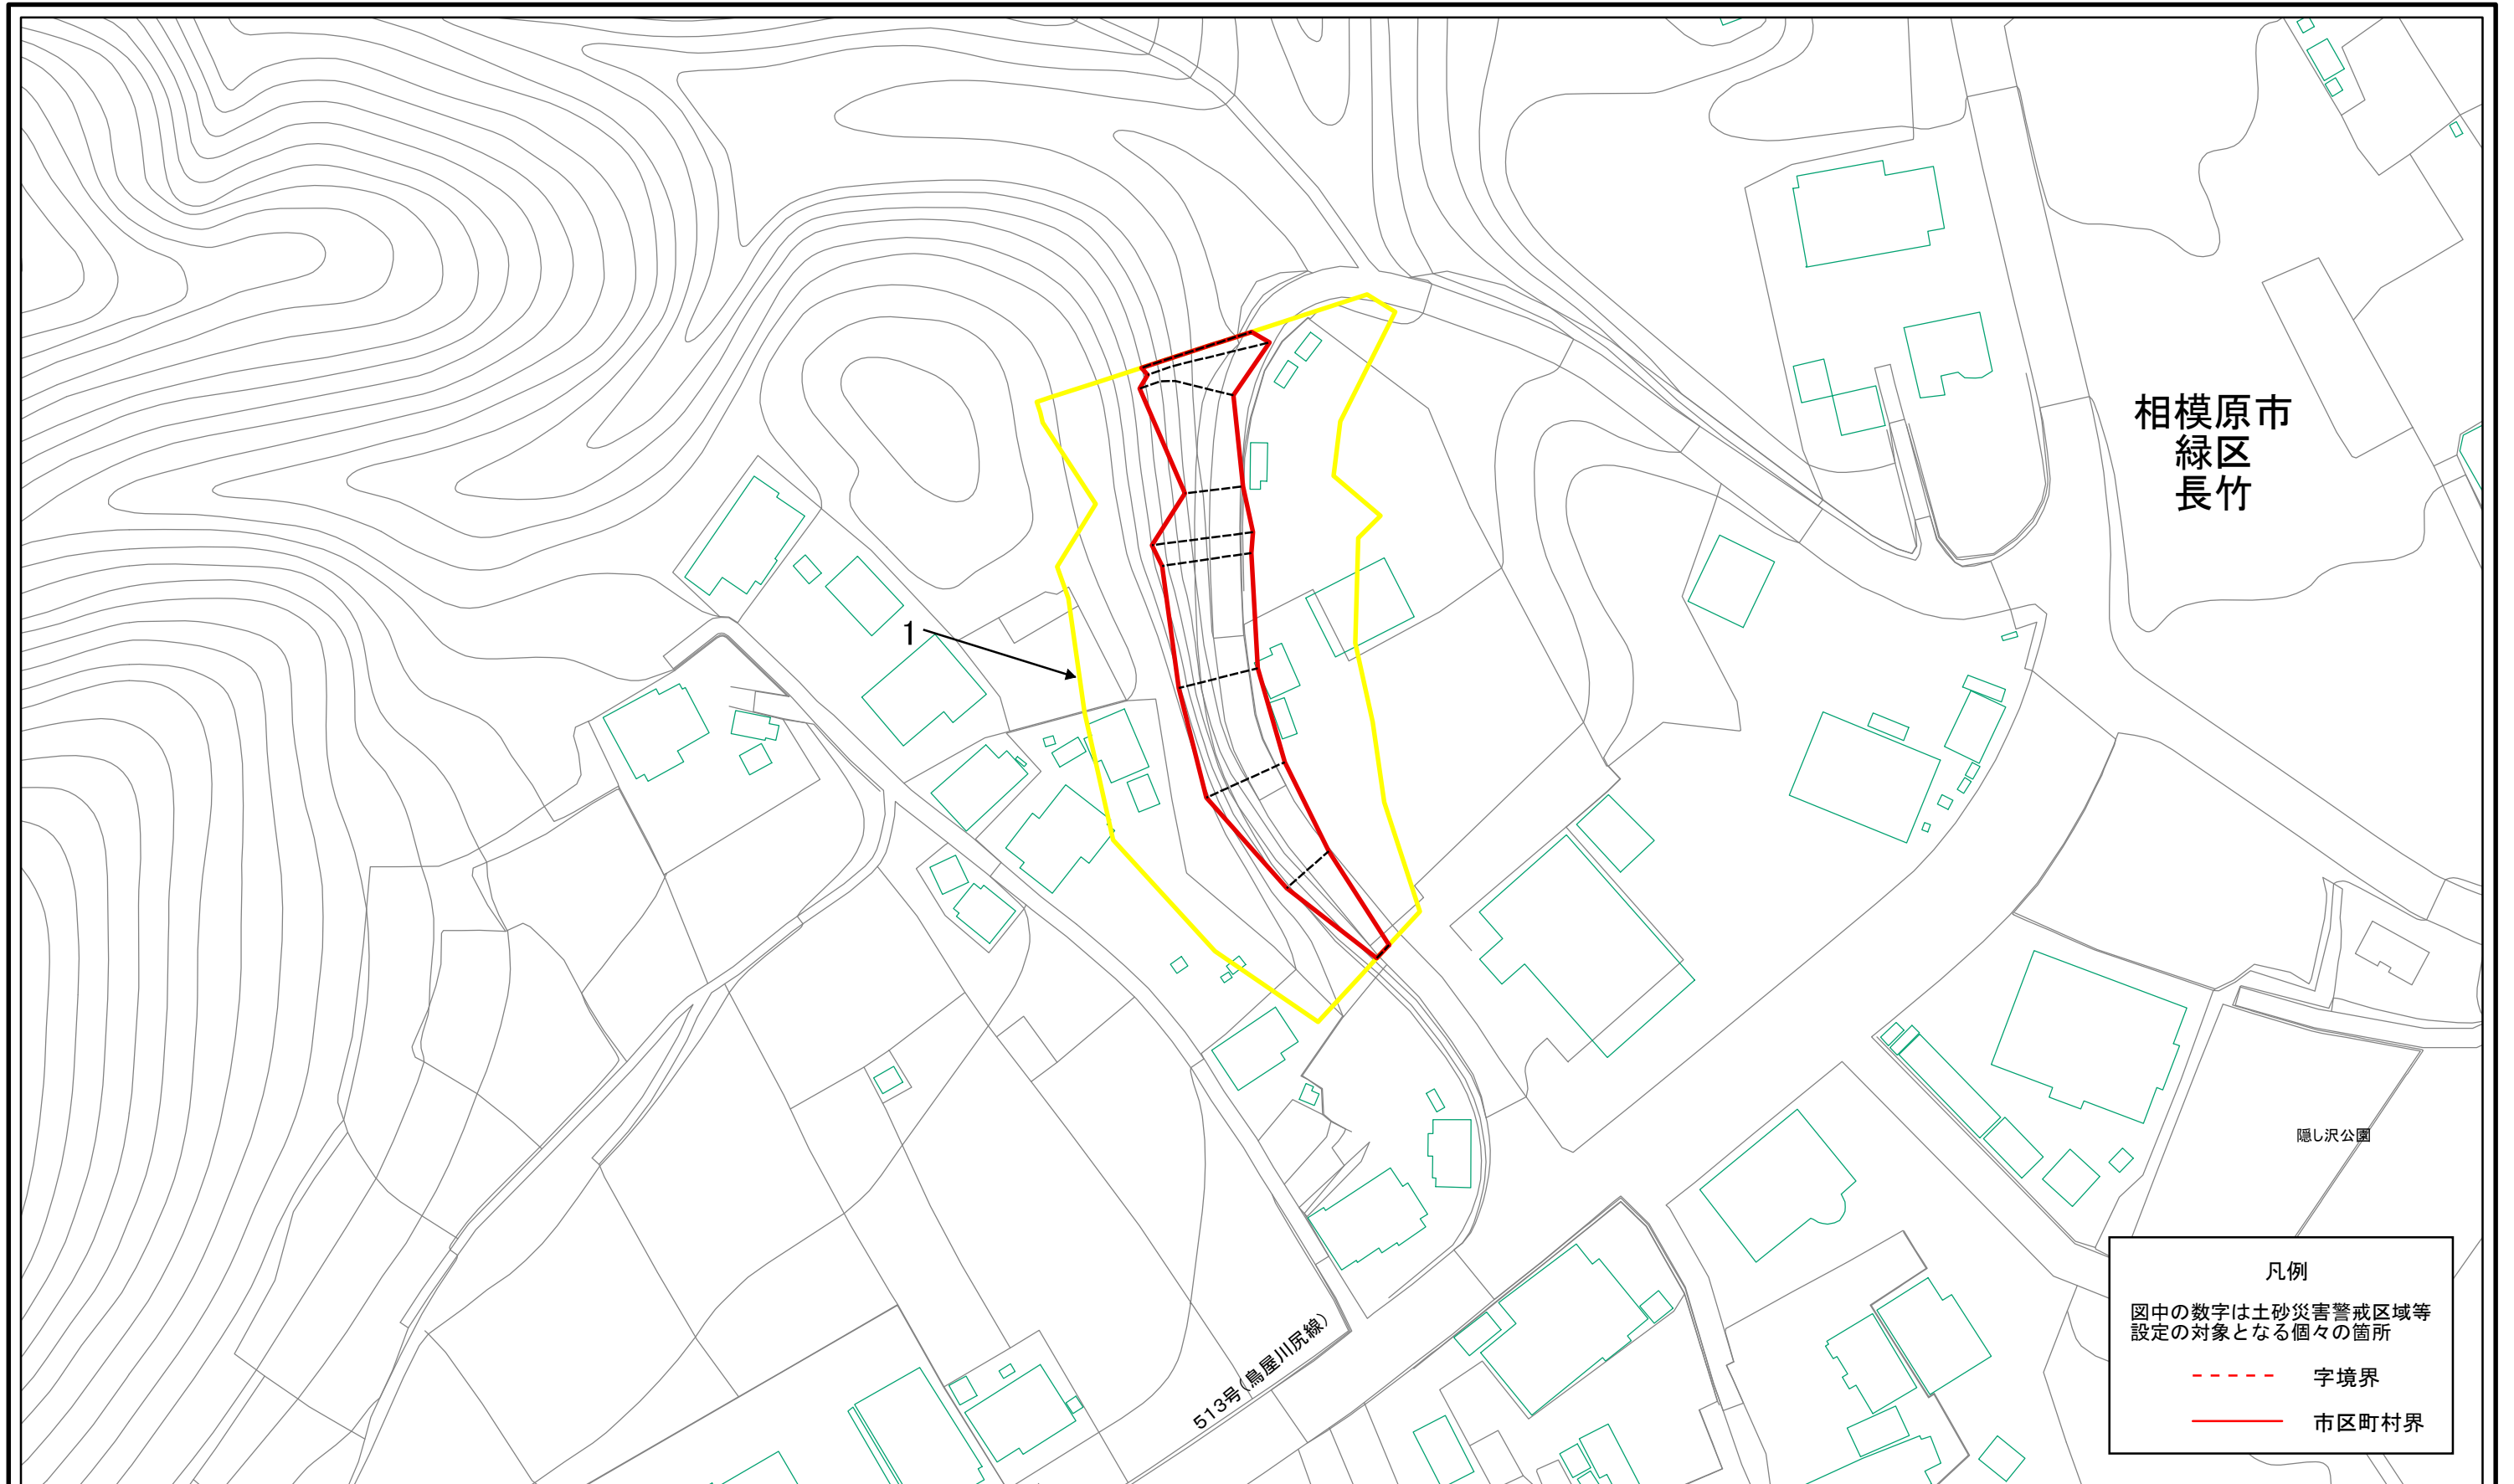 相模原市
緑区
長竹
1
隠し沢公園
513号(鳥屋川尻線)
凡例
図中の数字は土砂災害警戒区域等
設定の対象となる個々の箇所
字境界
市区町村界